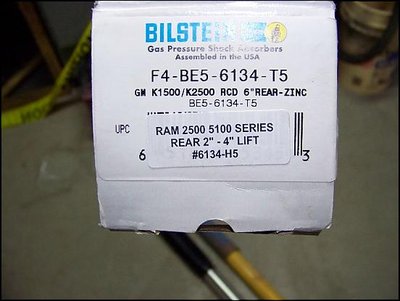 BILSTE
Gas Pressure Shock Absorbers
Assembled in the USA
F4-BE5-6134-T5
GM K1500/K2500 RCD 6"REAR-ZINC
BE5-6134-T5
UPC
RAM 2500 5100 SERIES
REAR 2" - 4" LIFT
#6134-H5
6 3